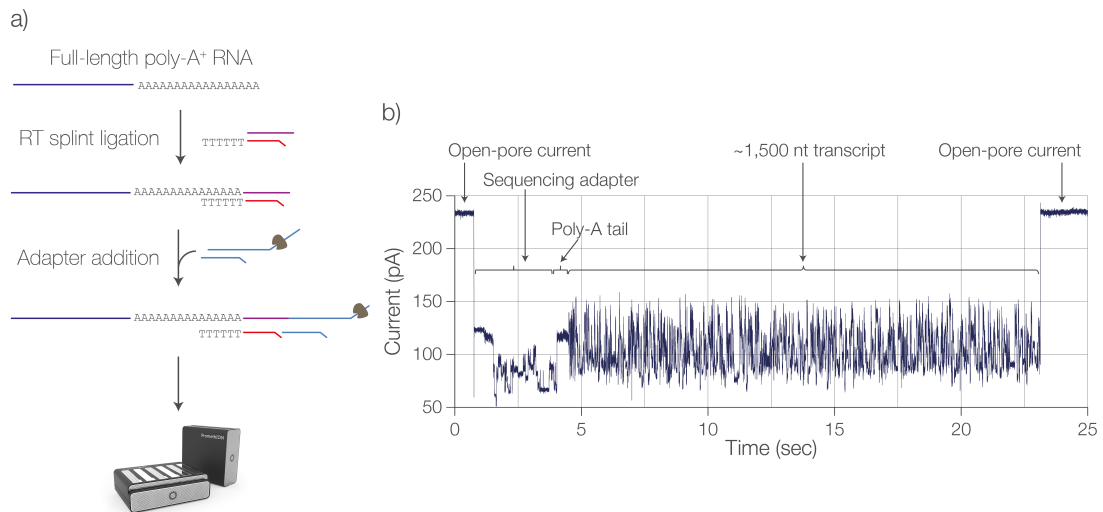 a)
Full-length poly-A⁺ RNA
AAAAAAAAAAAAAAAAA
RT splint ligation
TTTTTT
AAAAAAAAAAAAAAA
TTTTTT
Adapter addition
AAAAAAAAAAAAAAA
TTTTTT
PromethION
b)
Open-pore current
~1,500 nt transcript
Open-pore current
Sequencing adapter
Poly-A tail
Current (pA)
250
200
150
100
50
0
5
10
15
20
25
Time (sec)